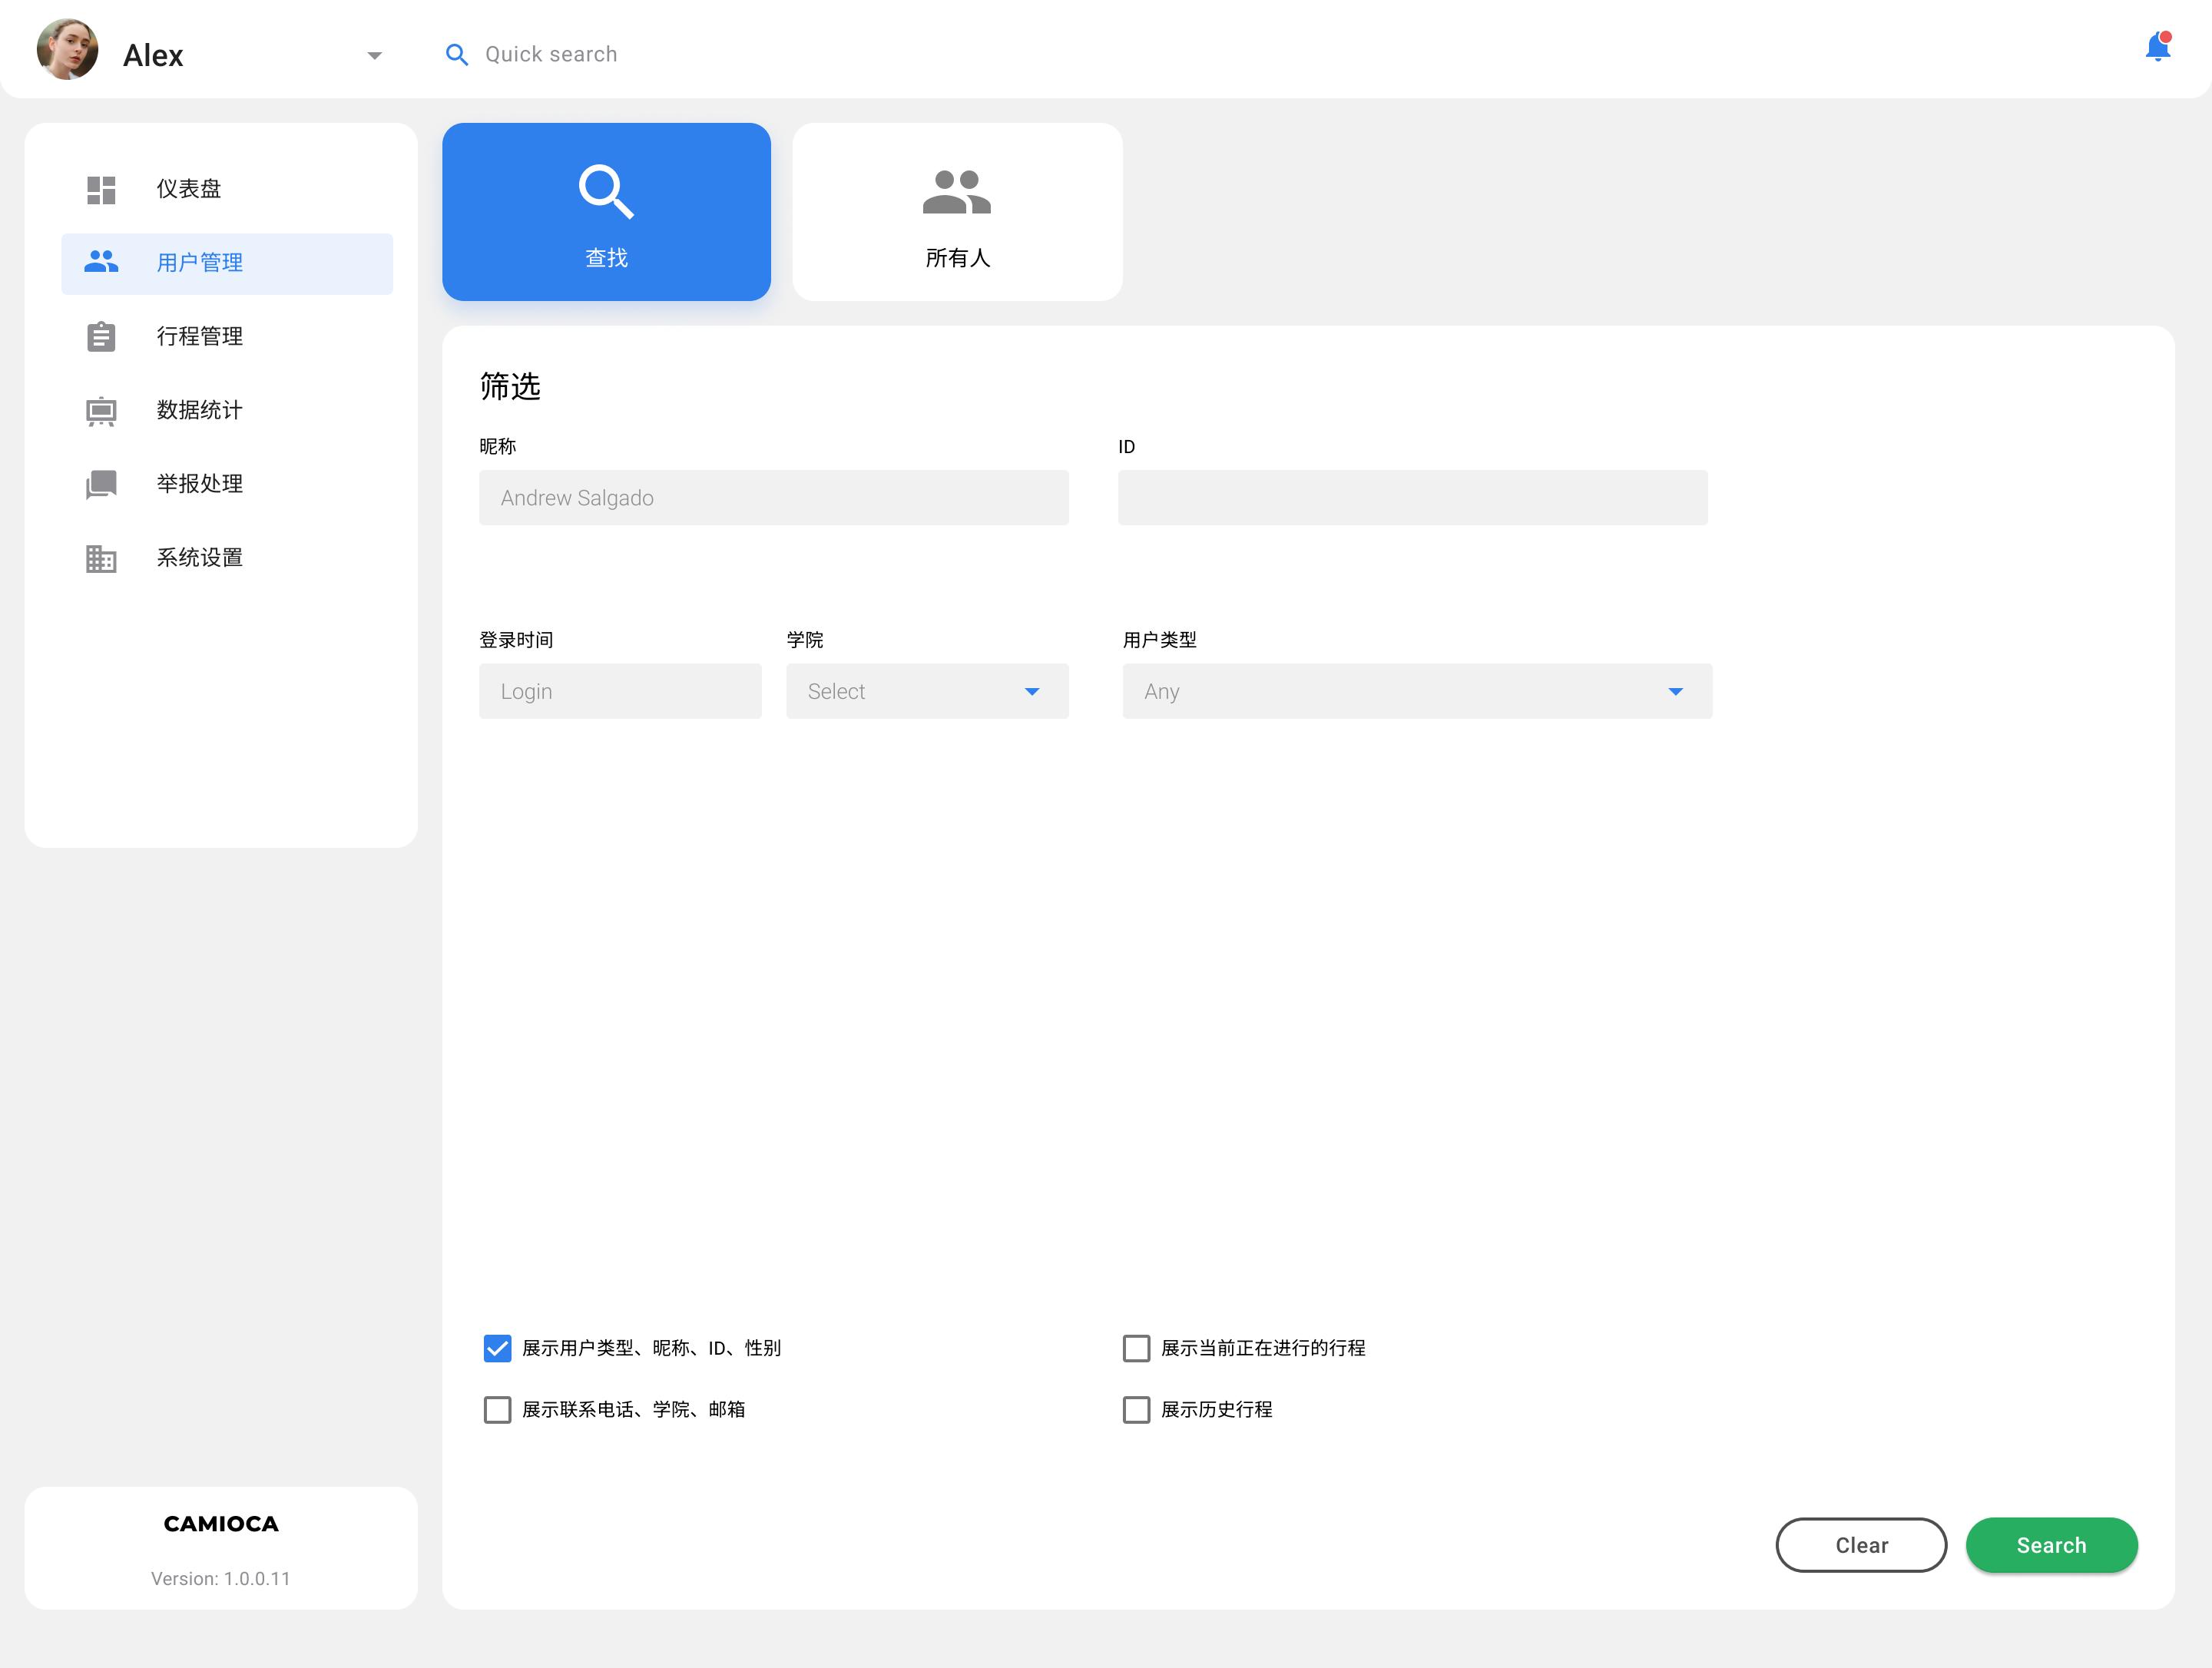 Alex
Quick search
仪表盘
用户管理
行程管理
数据统计
举报处理
系统设置
CAMIOCA
Version: 1.0.0.11
查找
所有人
筛选
昵称
ID
Andrew Salgado
登录时间
学院
用户类型
Login
Select
Any
展示用户类型、昵称、ID、性别
展示当前正在进行的行程
展示联系电话、学院、邮箱
展示历史行程
Clear
Search